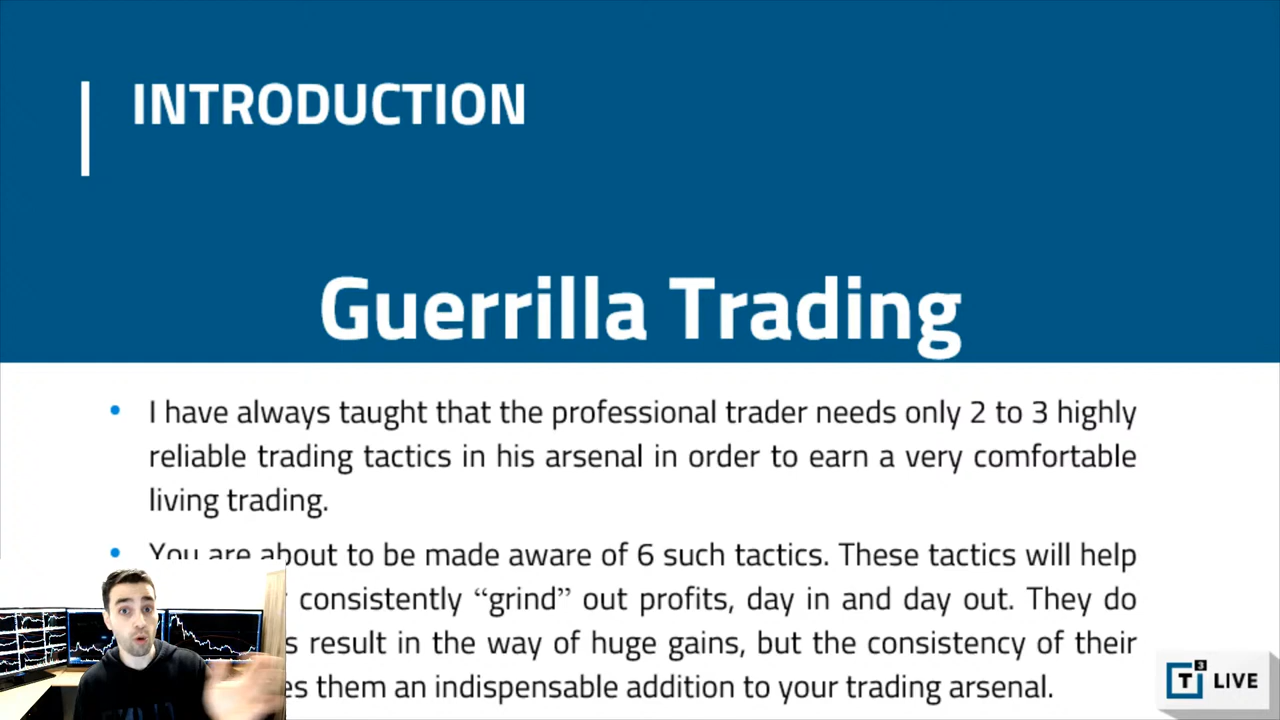 INTRODUCTION
Guerrilla Trading
• I have always taught that the professional trader needs only 2 to 3 highly
reliable trading tactics in his arsenal in order to earn a very comfortable
living trading.
• You are about to be made aware of 6 such tactics. These tactics will help
consistently “grind” out profits, day in and day out. They do
result in the way of huge gains, but the consistency of their
them an indispensable addition to your trading arsenal.
T3 LIVE